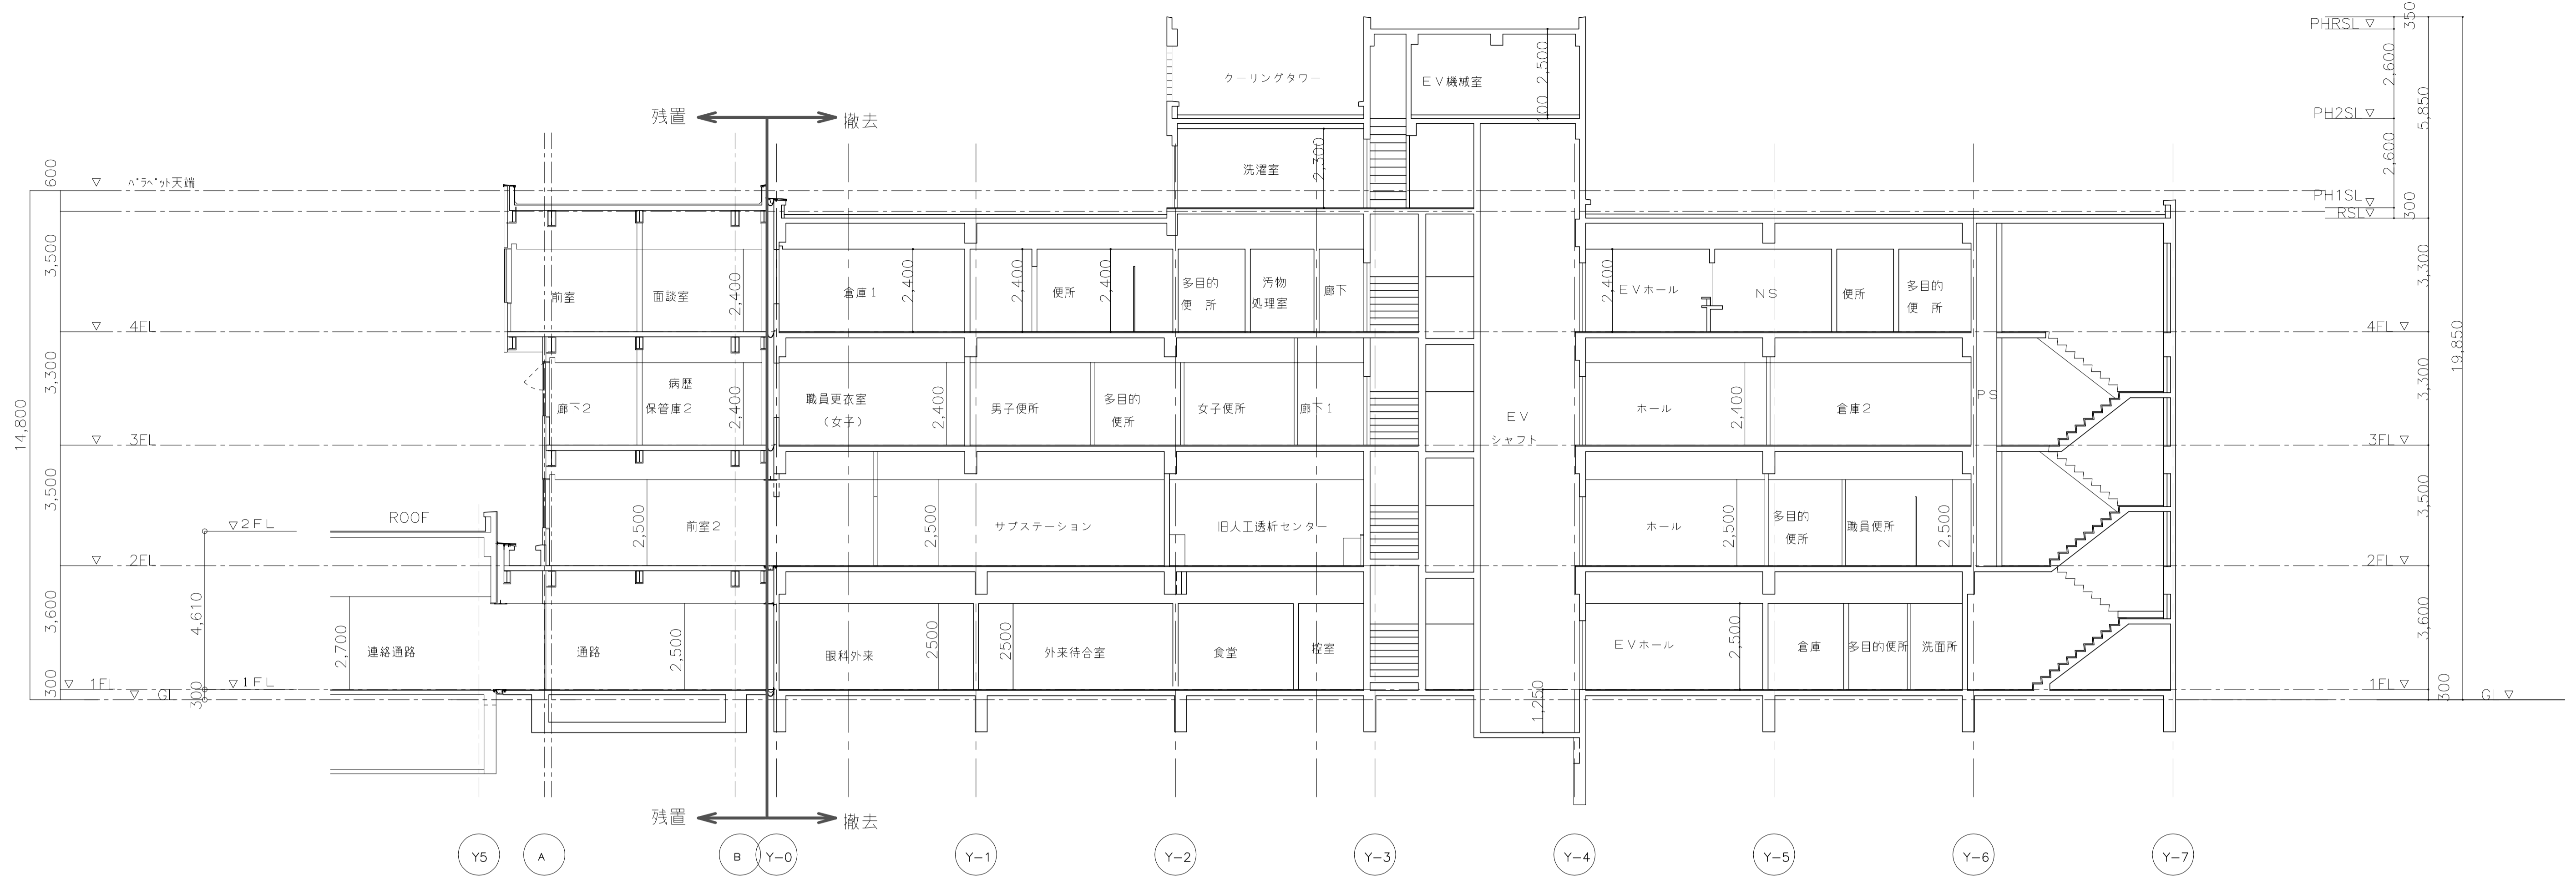 PHRSL
350
2,500
2,600
クーリングタワー
EV機械室
残置
撤去
100
PH2SL
5,850
洗濯室
2,300
2,600
600
パラペット天端
PH1SL
RSL
300
3,500
前室
面談室
2,400
倉庫1
2,400
2,400
便所
2,400
多目的
便 所
汚物
処理室
廊下
2,400
EVホール
NS
便所
多目的
便 所
3,300
4FL
4FL
19,850
3,300
廊下2
病歴
保管庫2
2,400
職員更衣室
(女子)
2,400
男子便所
多目的
便所
女子便所
廊下1
EV
シャフト
ホール
2,400
倉庫2
PS
3,300
14,800
3FL
3FL
3,500
ROOF
2FL
2,500
前室2
2,500
サブステーション
旧人工透析センター
ホール
2,500
多目的
便所
職員便所
2,500
3,500
2FL
2FL
3,600
4,610
2,700
連絡通路
通路
2,500
眼科外来
2500
2500
外来待合室
食堂
控室
EVホール
2,500
倉庫
多目的便所
洗面所
3,600
300
1FL
GL
300
1FL
1,250
1FL
300
GL
残置
撤去
Y5
A
B
Y-0
Y-1
Y-2
Y-3
Y-4
Y-5
Y-6
Y-7